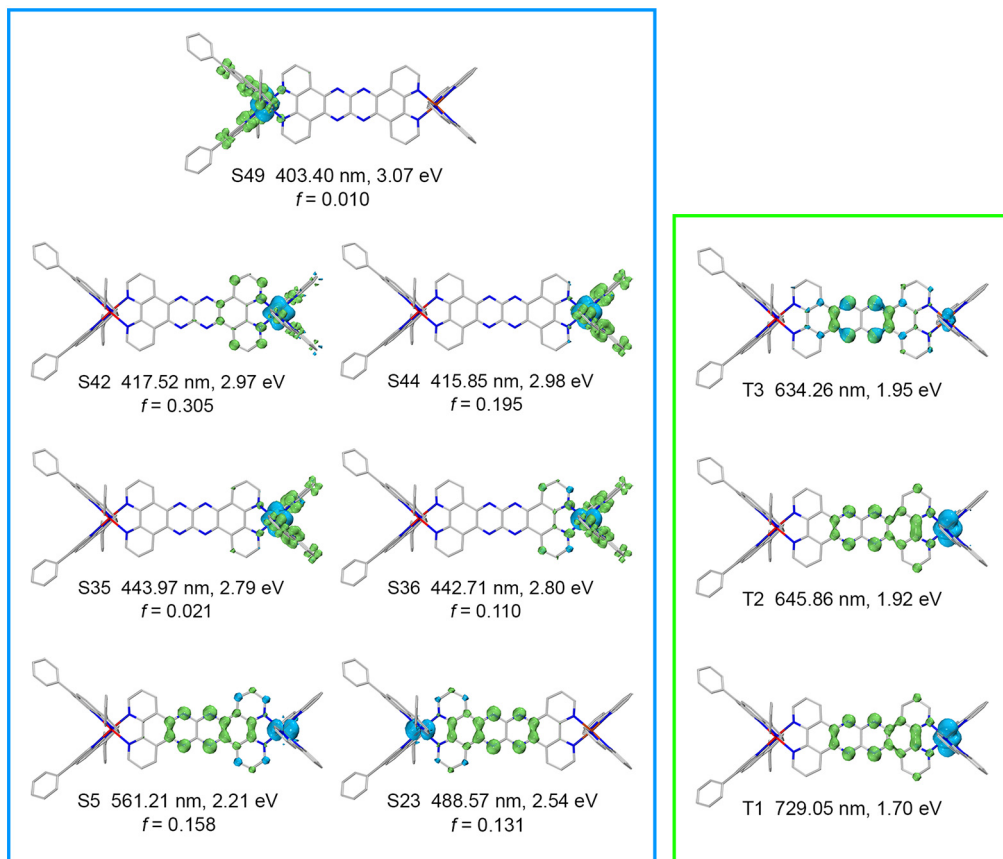 S49 403.40 nm, 3.07 eV
f = 0.010
S42 417.52 nm, 2.97 eV
f = 0.305
S44 415.85 nm, 2.98 eV
f = 0.195
S35 443.97 nm, 2.79 eV
f = 0.021
S36 442.71 nm, 2.80 eV
f = 0.110
S5 561.21 nm, 2.21 eV
f = 0.158
S23 488.57 nm, 2.54 eV
f = 0.131
T3 634.26 nm, 1.95 eV
T2 645.86 nm, 1.92 eV
T1 729.05 nm, 1.70 eV